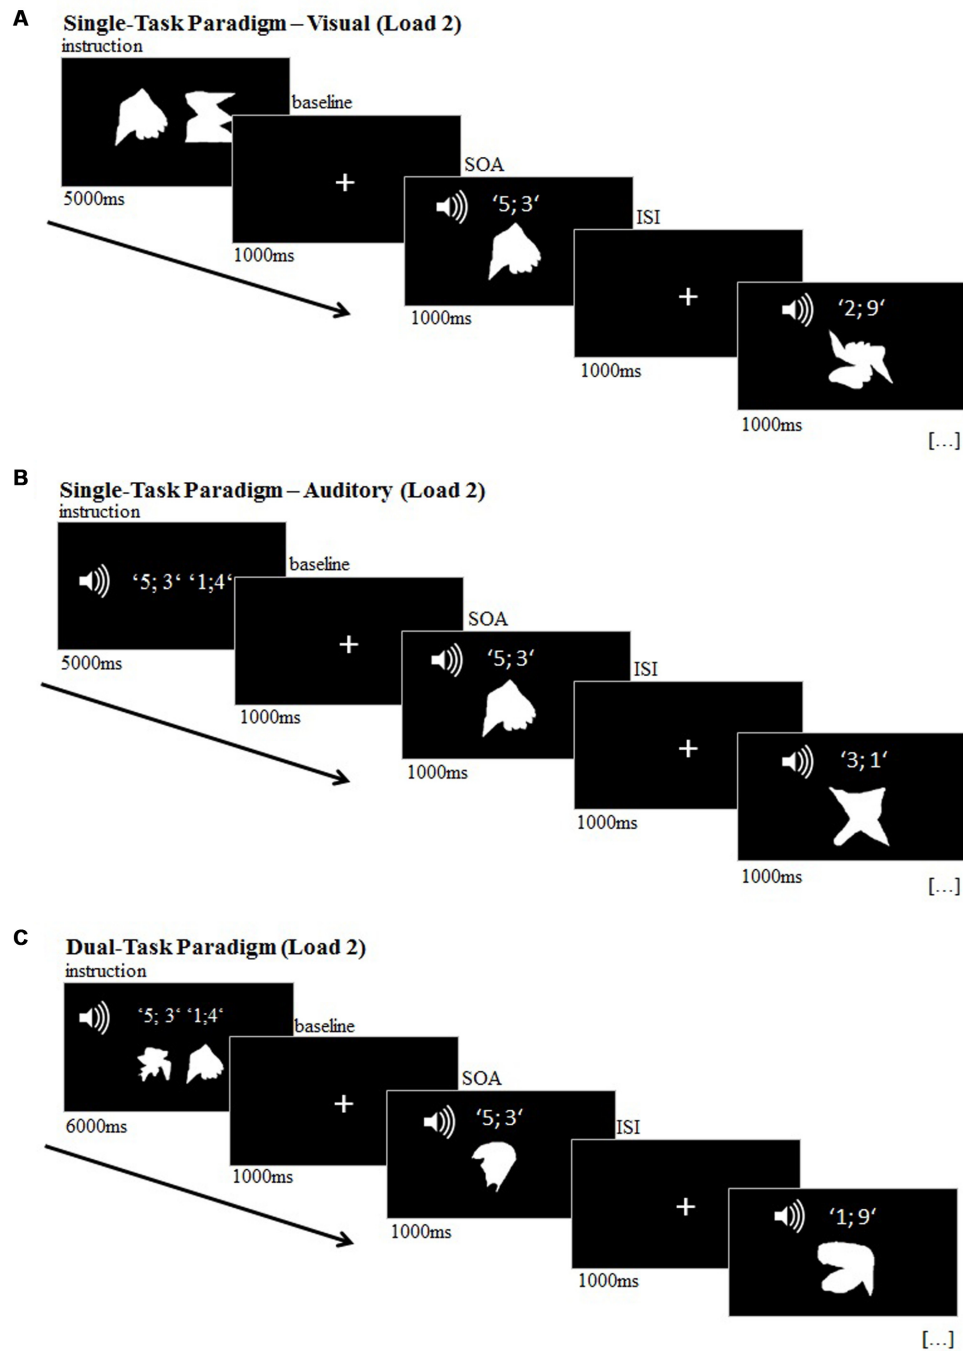 A
Single-Task Paradigm – Visual (Load 2)
instruction
baseline
5000ms
SOA
‘5; 3‘
1000ms
ISI
1000ms
‘2; 9‘
1000ms
1000ms
[...]
B
Single-Task Paradigm – Auditory (Load 2)
instruction
‘5; 3‘ ‘1;4‘
baseline
5000ms
SOA
‘5; 3‘
1000ms
ISI
1000ms
‘3; 1‘
1000ms
1000ms
[...]
C
Dual-Task Paradigm (Load 2)
instruction
‘5; 3‘ ‘1;4‘
baseline
6000ms
SOA
‘5; 3‘
1000ms
ISI
1000ms
‘1; 9‘
1000ms
[...]